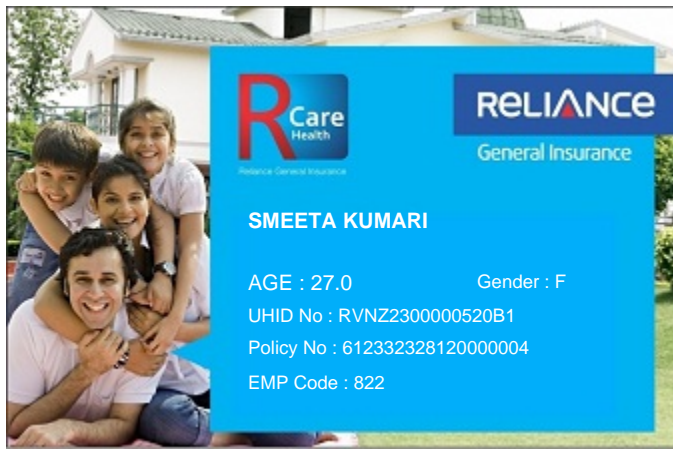 R Care
Health
Reliance General Insurance
RELIANCE
General Insurance
SMEETA KUMARI
AGE : 27.0
Gender : F
UHID No : RVNZ2300000520B1
Policy No : 612332328120000004
EMP Code : 822